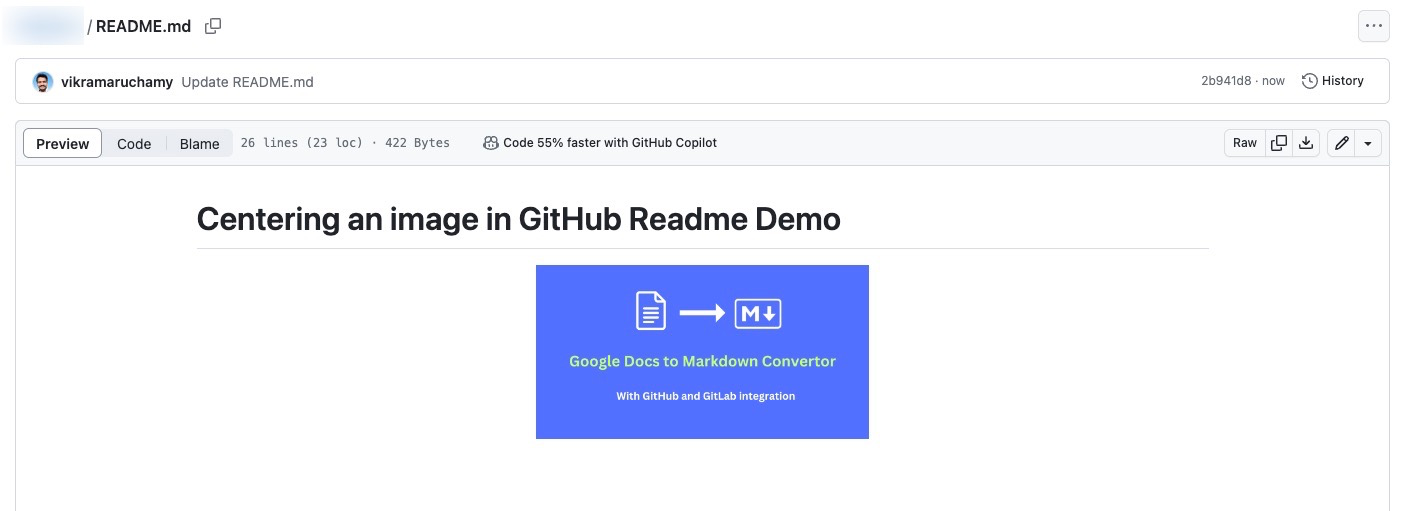 / README.md
vikramaruchamy Update README.md 2b941d8 · now History
Preview Code Blame 26 lines (23 loc) · 422 Bytes Code 55% faster with GitHub Copilot Raw
Centering an image in GitHub Readme Demo
M
Google Docs to Markdown Convertor
With GitHub and GitLab integration